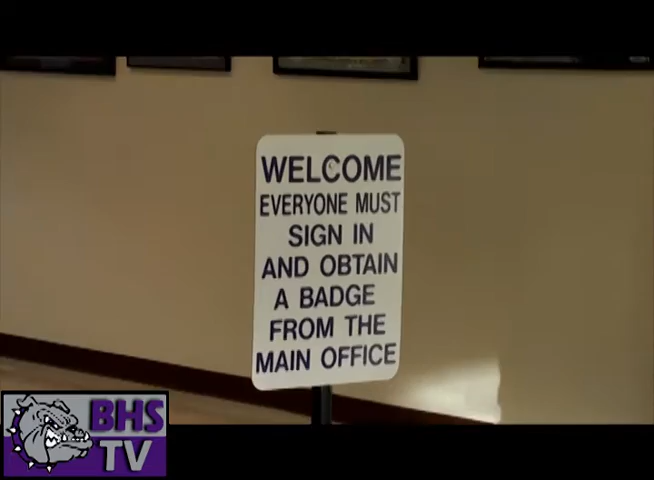 WELCOME
EVERYONE MUST
SIGN IN
AND OBTAIN
A BADGE
FROM THE
MAIN OFFICE
BHS
TV